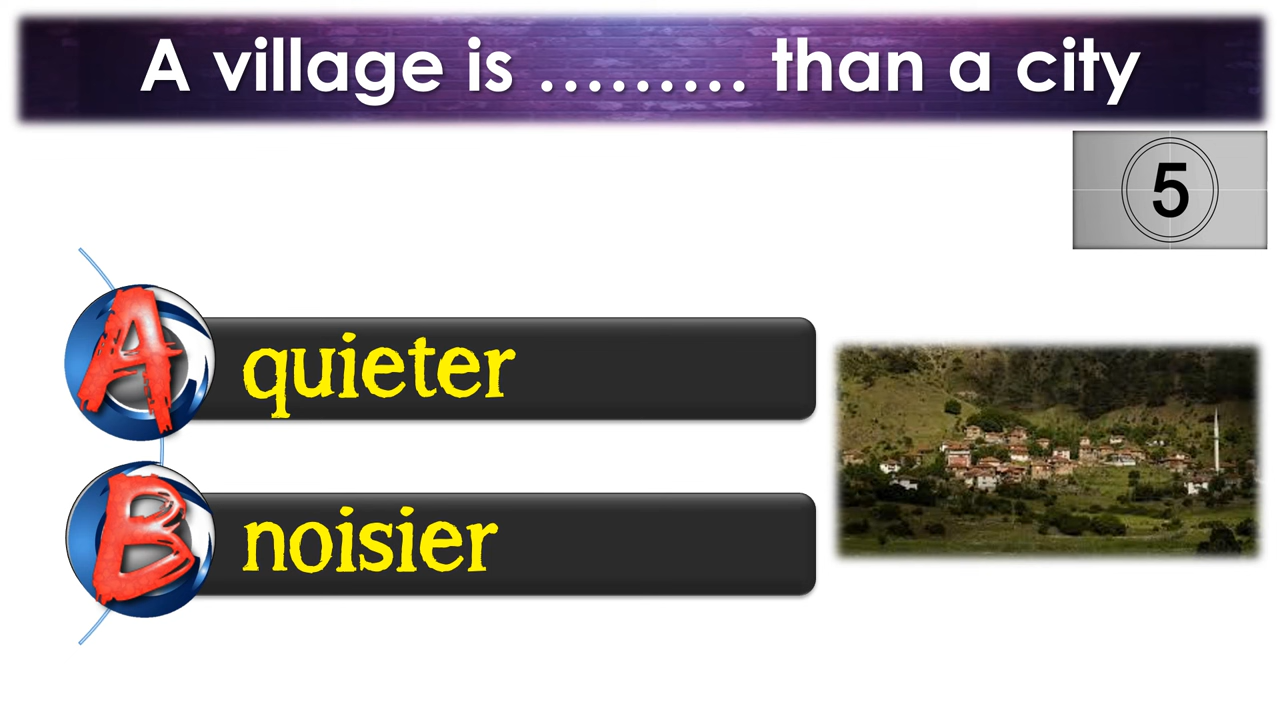 A village is ......... than a city
5
A quieter
B noisier